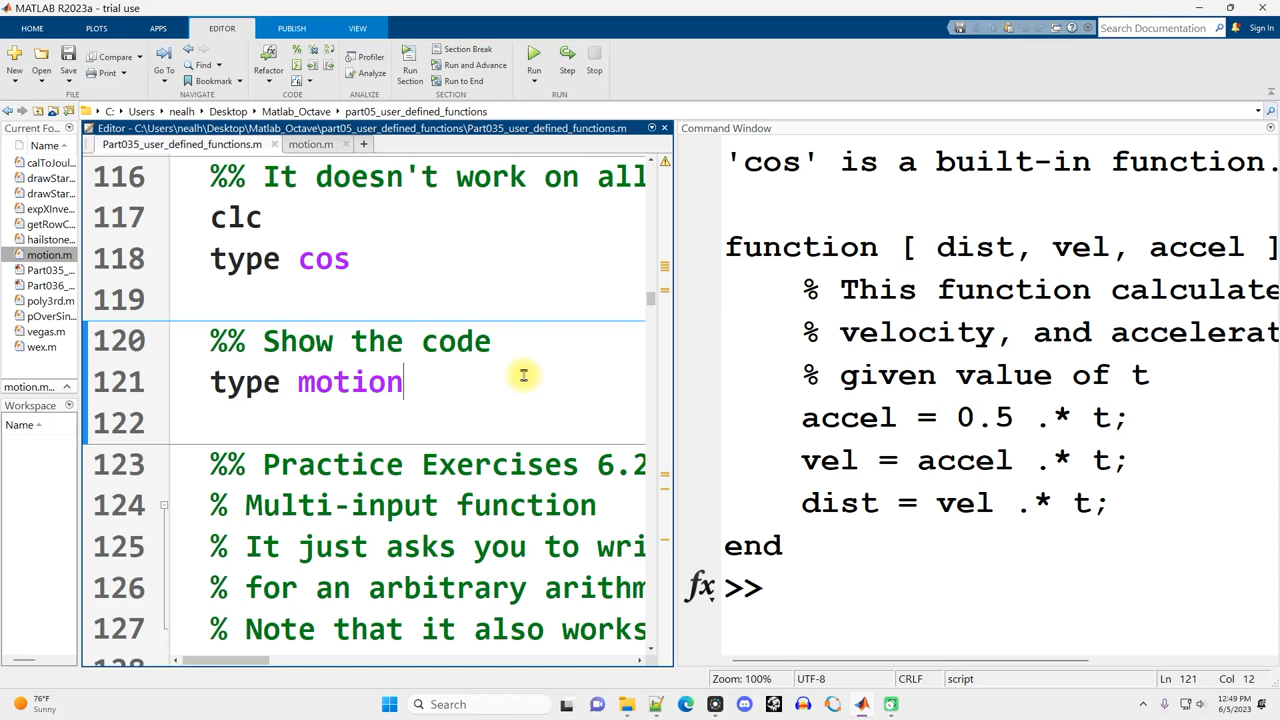 MATLAB R2023a - trial use
HOME PLOTS APPS EDITOR PUBLISH VIEW
Search Documentation
Sign In
New Open Save
Compare
Print
Go To
Find
Bookmark
Refactor
Profiler
Analyze
Run Section
Section Break
Run and Advance
Run to End
Run Step Stop
FILE NAVIGATE CODE ANALYZE SECTION RUN
C: Users nealh Desktop Matlab_Octave part05_user_defined_functions
Current Fo...
Name
calToJoul...
drawStar...
drawStar...
expXInve...
getRowC...
hailstone...
motion.m
Part035_...
Part036_...
poly3rd.m
pOverSin...
vegas.m
wex.m
motion.m...
Workspace
Name
Editor - C:\Users\nealh\Desktop\Matlab_Octave\part05_user_defined_functions\Part035_user_defined_functions.m
Part035_user_defined_functions.m motion.m
116 %% It doesn't work on all
117 clc
118 type cos
119
120 %% Show the code
121 type motion
122
123 %% Practice Exercises 6.2
124 % Multi-input function
125 % It just asks you to wri
126 % for an arbitrary arithm
127 % Note that it also works
Command Window
'cos' is a built-in function.
function [ dist, vel, accel ]
% This function calculate
% velocity, and accelerat
% given value of t
accel = 0.5 .* t;
vel = accel .* t;
dist = vel .* t;
end
fx >>
Zoom: 100% UTF-8 CRLF script Ln 121 Col 12
76°F
Sunny
Search
12:49 PM
6/5/2023